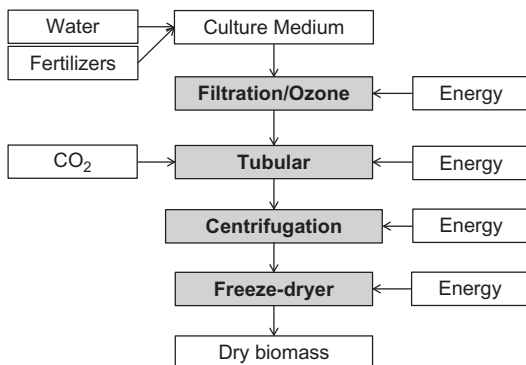 Water
Culture Medium
Fertilizers
Filtration/Ozone
Energy
CO₂
Tubular
Energy
Centrifugation
Energy
Freeze-dryer
Energy
Dry biomass